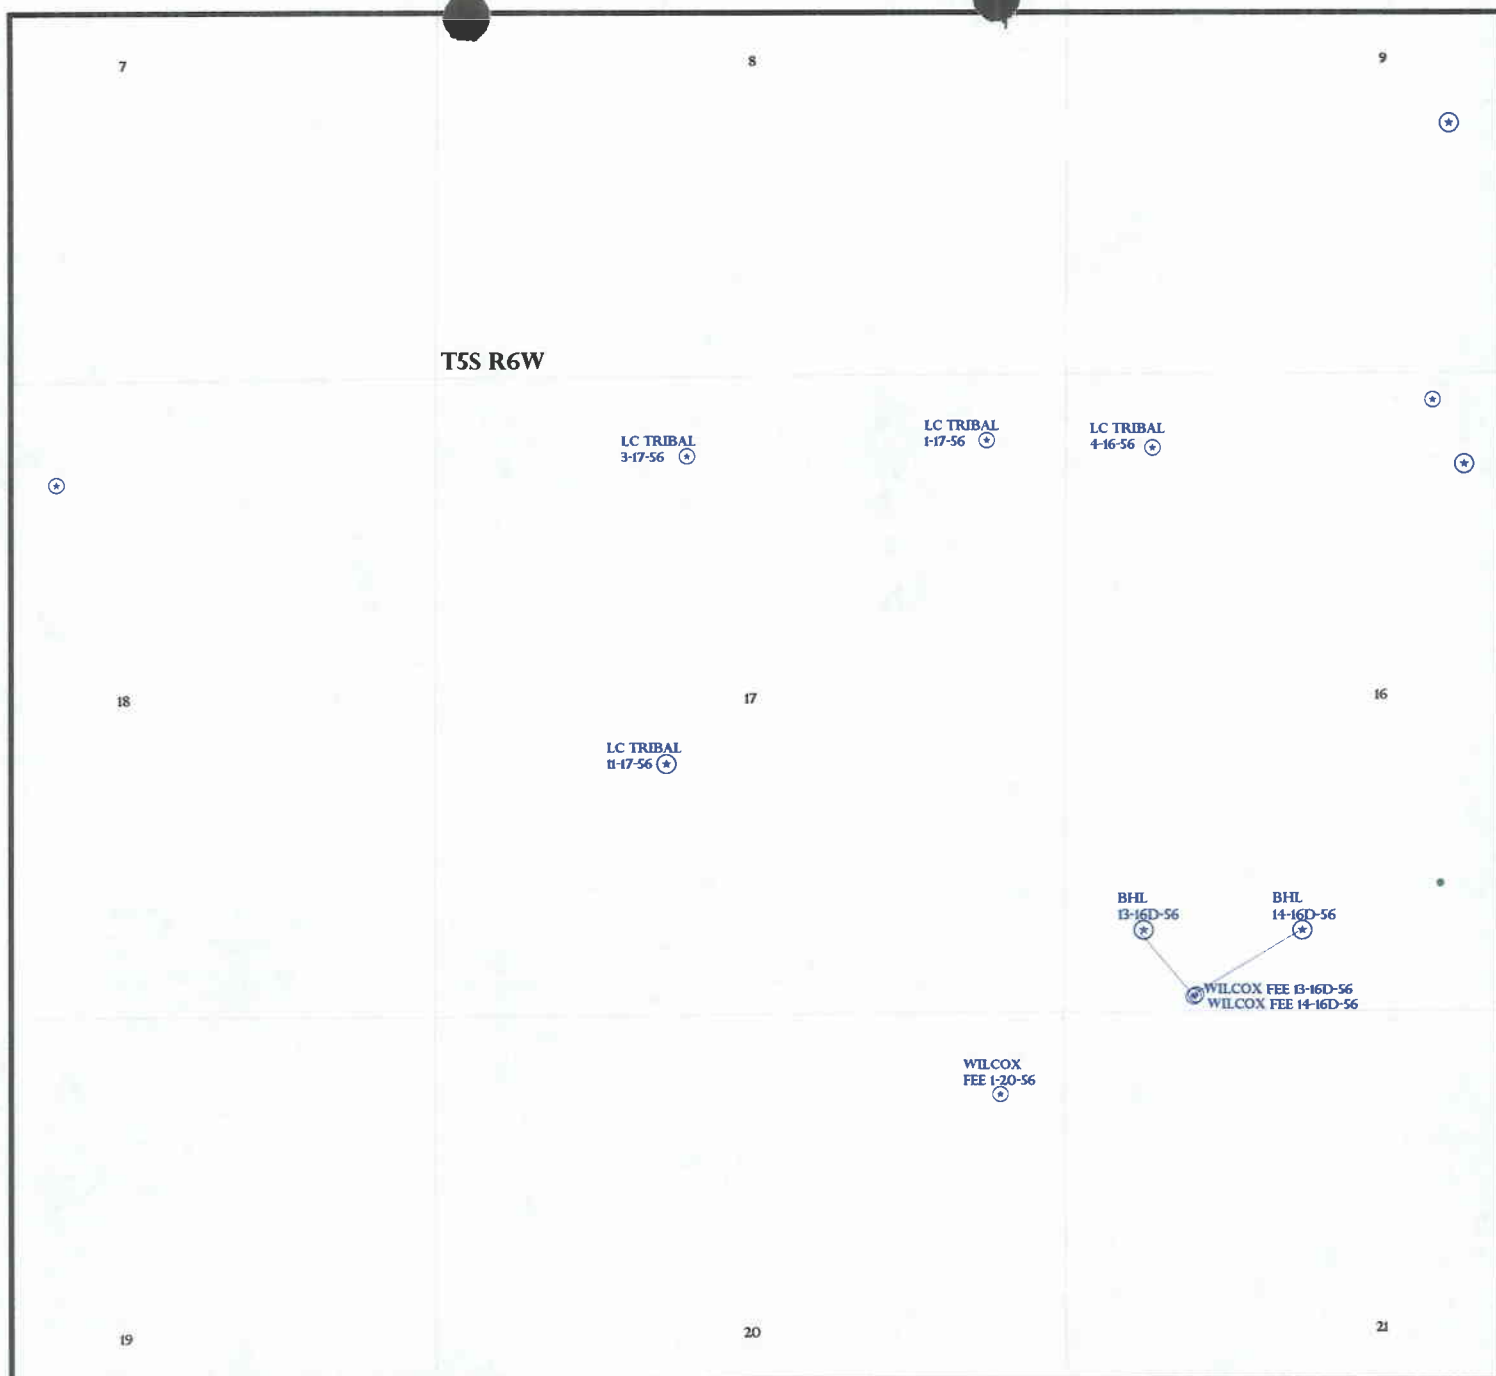 7
8
9
T5S R6W
LC TRIBAL
3-17-56
LC TRIBAL
1-17-56
LC TRIBAL
4-16-56
18
17
16
LC TRIBAL
11-17-56
BHL
13-16D-56
BHL
14-16D-56
WILCOX FEE 13-16D-56
WILCOX FEE 14-16D-56
WILCOX
FEE 1-20-56
19
20
21